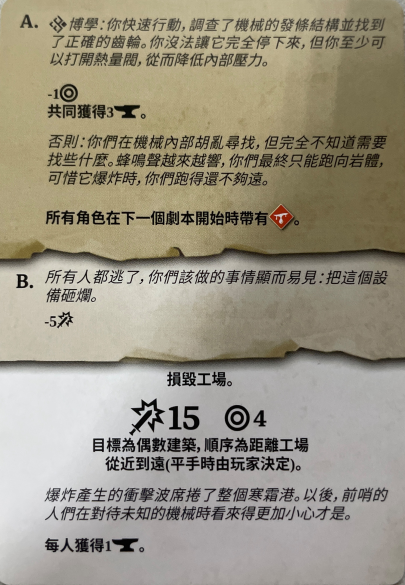 A. 博學：你快速行動，調查了機械的發條結構並找到
了正確的齒輪。你沒法讓它完全停下來，但你至少可
以打開熱量閥，從而降低內部壓力。
-1
共同獲得3。
否則：你們在機械內部胡亂尋找，但完全不知道需要
找些什麼。蜂鳴聲越來越響，你們最終只能跑向岩體，
可惜它爆炸時，你們跑得還不夠遠。
所有角色在下一個劇本開始時帶有。
B. 所有人都逃了，你們該做的事情顯而易見：把這個設
備砸爛。
-5
損毀工場。
15 4
目標為偶數建築，順序為距離工場
從近到遠(平手時由玩家決定)。
爆炸產生的衝擊波席捲了整個寒霜港。以後，前哨的
人們在對待未知的機械時看來得更加小心才是。
每人獲得1。